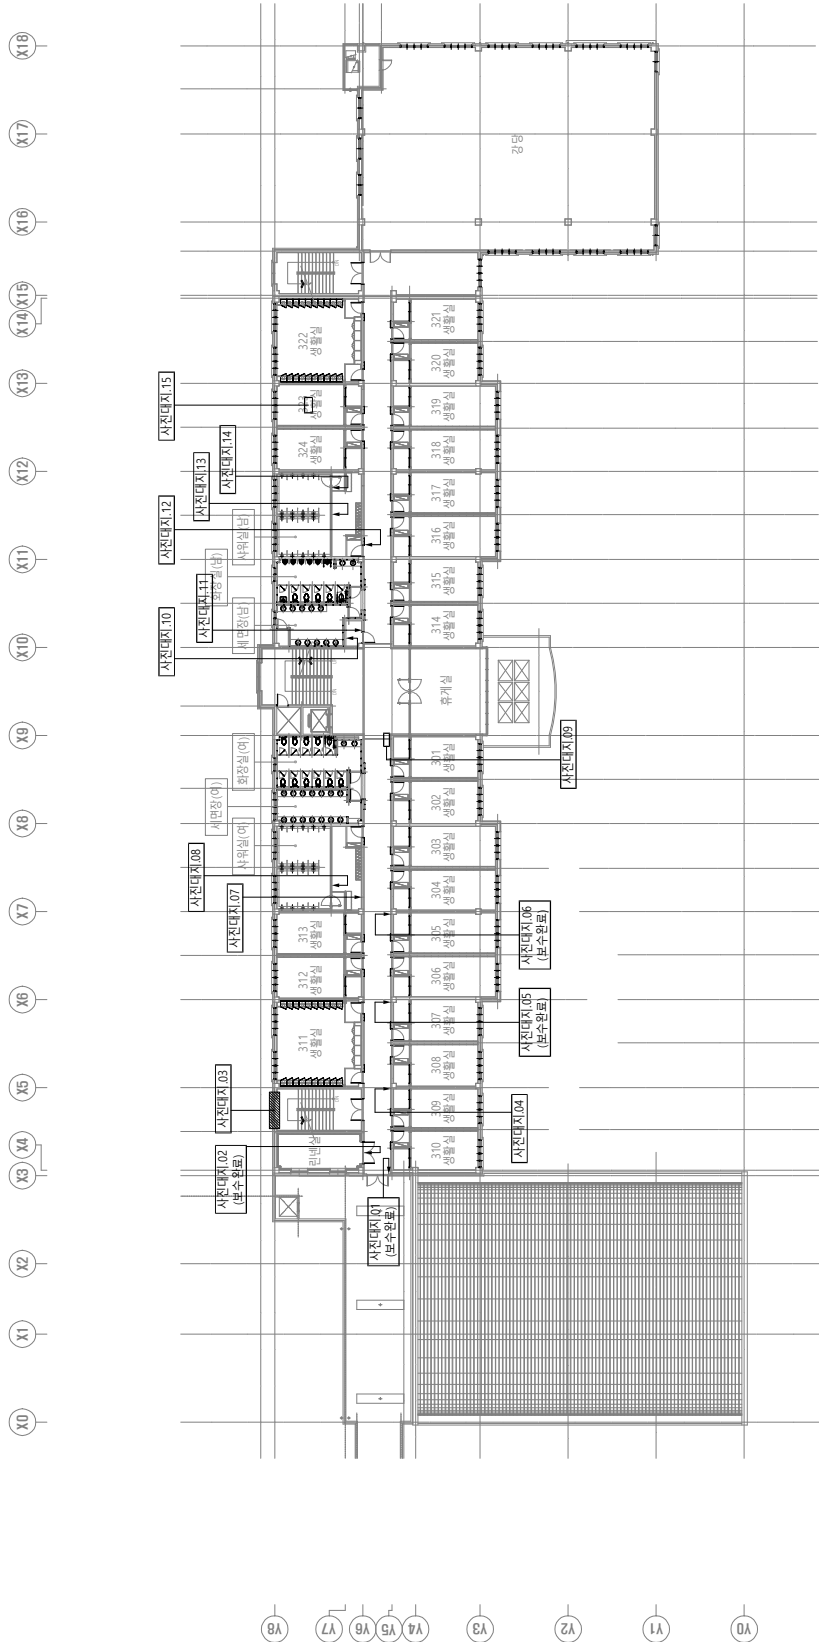 X18
X17
X16
X15
X14
X13
X12
X11
X10
X9
X8
X7
X6
X5
X4
X3
X2
X1
X0
강당
322
생활실
323
생활실
324
생활실
샤워실(남)
화장실(남)
세면장(남)
화장실(여)
세면장(여)
샤워실(여)
313
생활실
312
생활실
311
생활실
린넨실
321
생활실
320
생활실
319
생활실
318
생활실
317
생활실
316
생활실
315
생활실
314
생활실
휴게실
301
생활실
302
생활실
303
생활실
304
생활실
305
생활실
306
생활실
307
생활실
308
생활실
309
생활실
310
생활실
사진대지.15
사진대지.14
사진대지.13
사진대지.12
사진대지.11
사진대지.10
사진대지.09
사진대지.08
사진대지.07
사진대지.06
(보수완료)
사진대지.05
(보수완료)
사진대지.04
사진대지.03
사진대지.02
(보수완료)
사진대지.01
(보수완료)
Y8
Y7
Y6
Y5
Y4
Y3
Y2
Y1
Y0